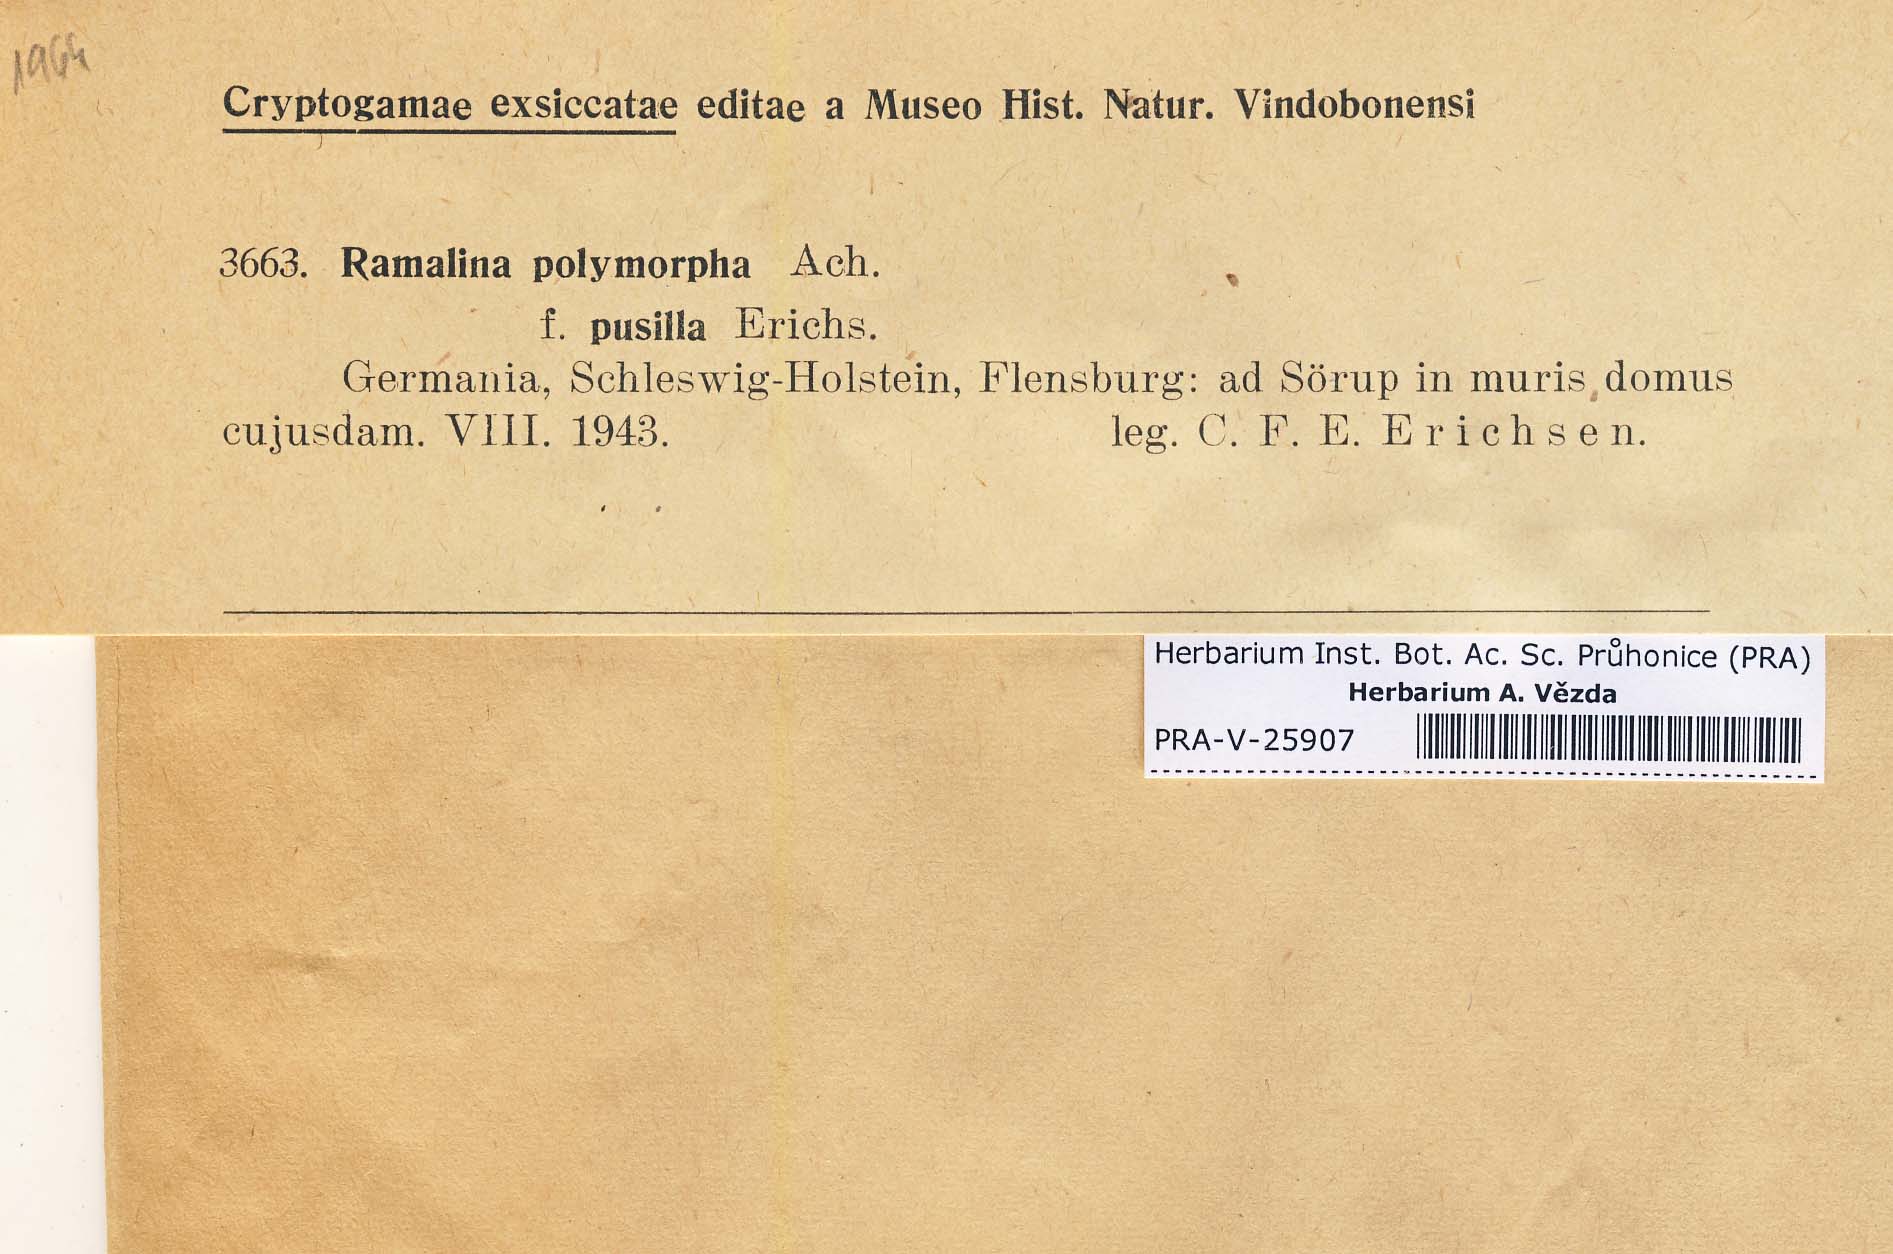 1964
Cryptogamae exsiccatae editae a Museo Hist. Natur. Vindobonensi
3663. Ramalina polymorpha Ach.
f. pusilla Erichs.
Germania, Schleswig-Holstein, Flensburg: ad Sörup in muris domus
cujusdam. VIII. 1943. leg. C. F. E. Erichsen.
Herbarium Inst. Bot. Ac. Sc. Průhonice (PRA)
Herbarium A. Vězda
PRA-V-25907